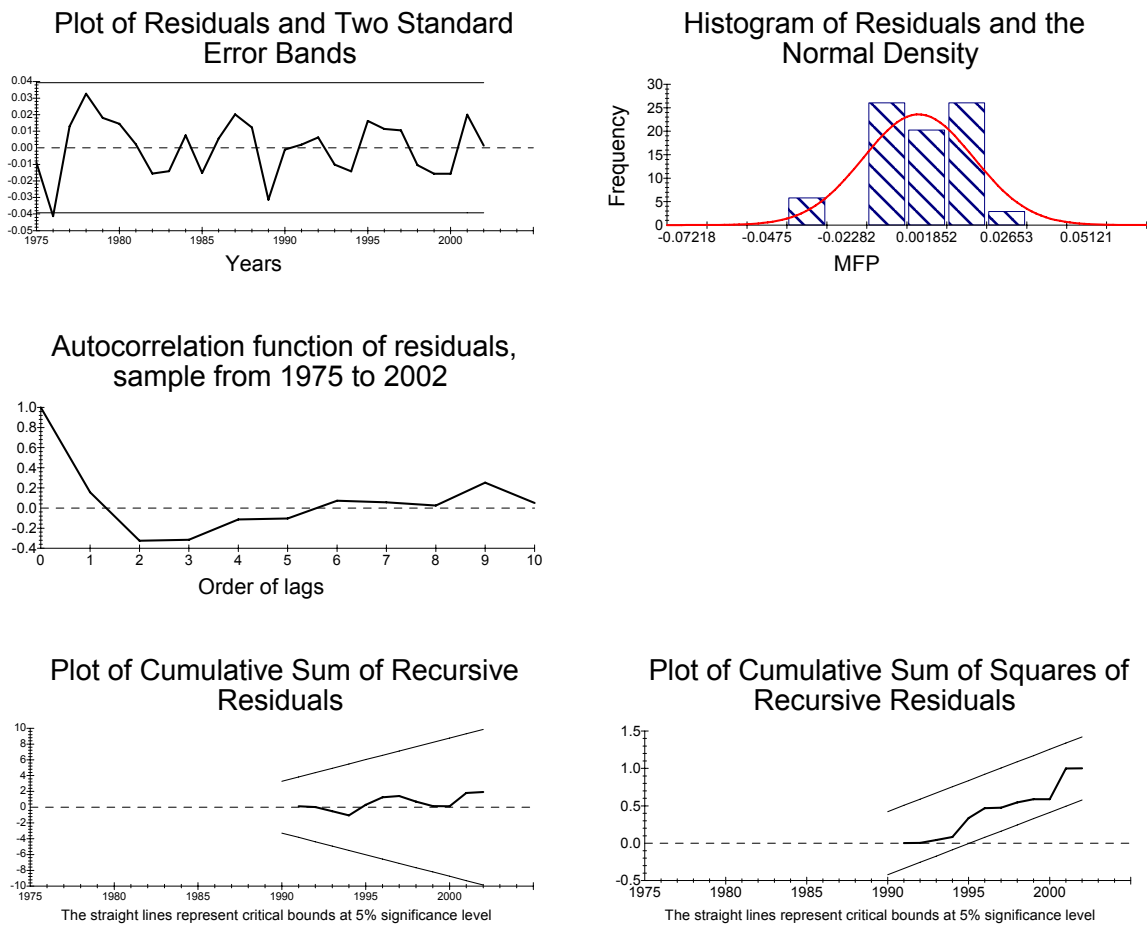 Plot of Residuals and Two Standard
Error Bands
0.04
0.03
0.02
0.01
0.00
-0.01
-0.02
-0.03
-0.04
-0.05
1975 1980 1985 1990 1995 2000
Years
Histogram of Residuals and the
Normal Density
Frequency
30
25
20
15
10
5
0
-0.07218 -0.0475 -0.02282 0.001852 0.02653 0.05121
MFP
Autocorrelation function of residuals,
sample from 1975 to 2002
1.0
0.8
0.6
0.4
0.2
0.0
-0.2
-0.4
0 1 2 3 4 5 6 7 8 9 10
Order of lags
Plot of Cumulative Sum of Recursive
Residuals
10
8
6
4
2
0
-2
-4
-6
-8
-10
1975 1980 1985 1990 1995 2000
The straight lines represent critical bounds at 5% significance level
Plot of Cumulative Sum of Squares of
Recursive Residuals
1.5
1.0
0.5
0.0
-0.5
1975 1980 1985 1990 1995 2000
The straight lines represent critical bounds at 5% significance level